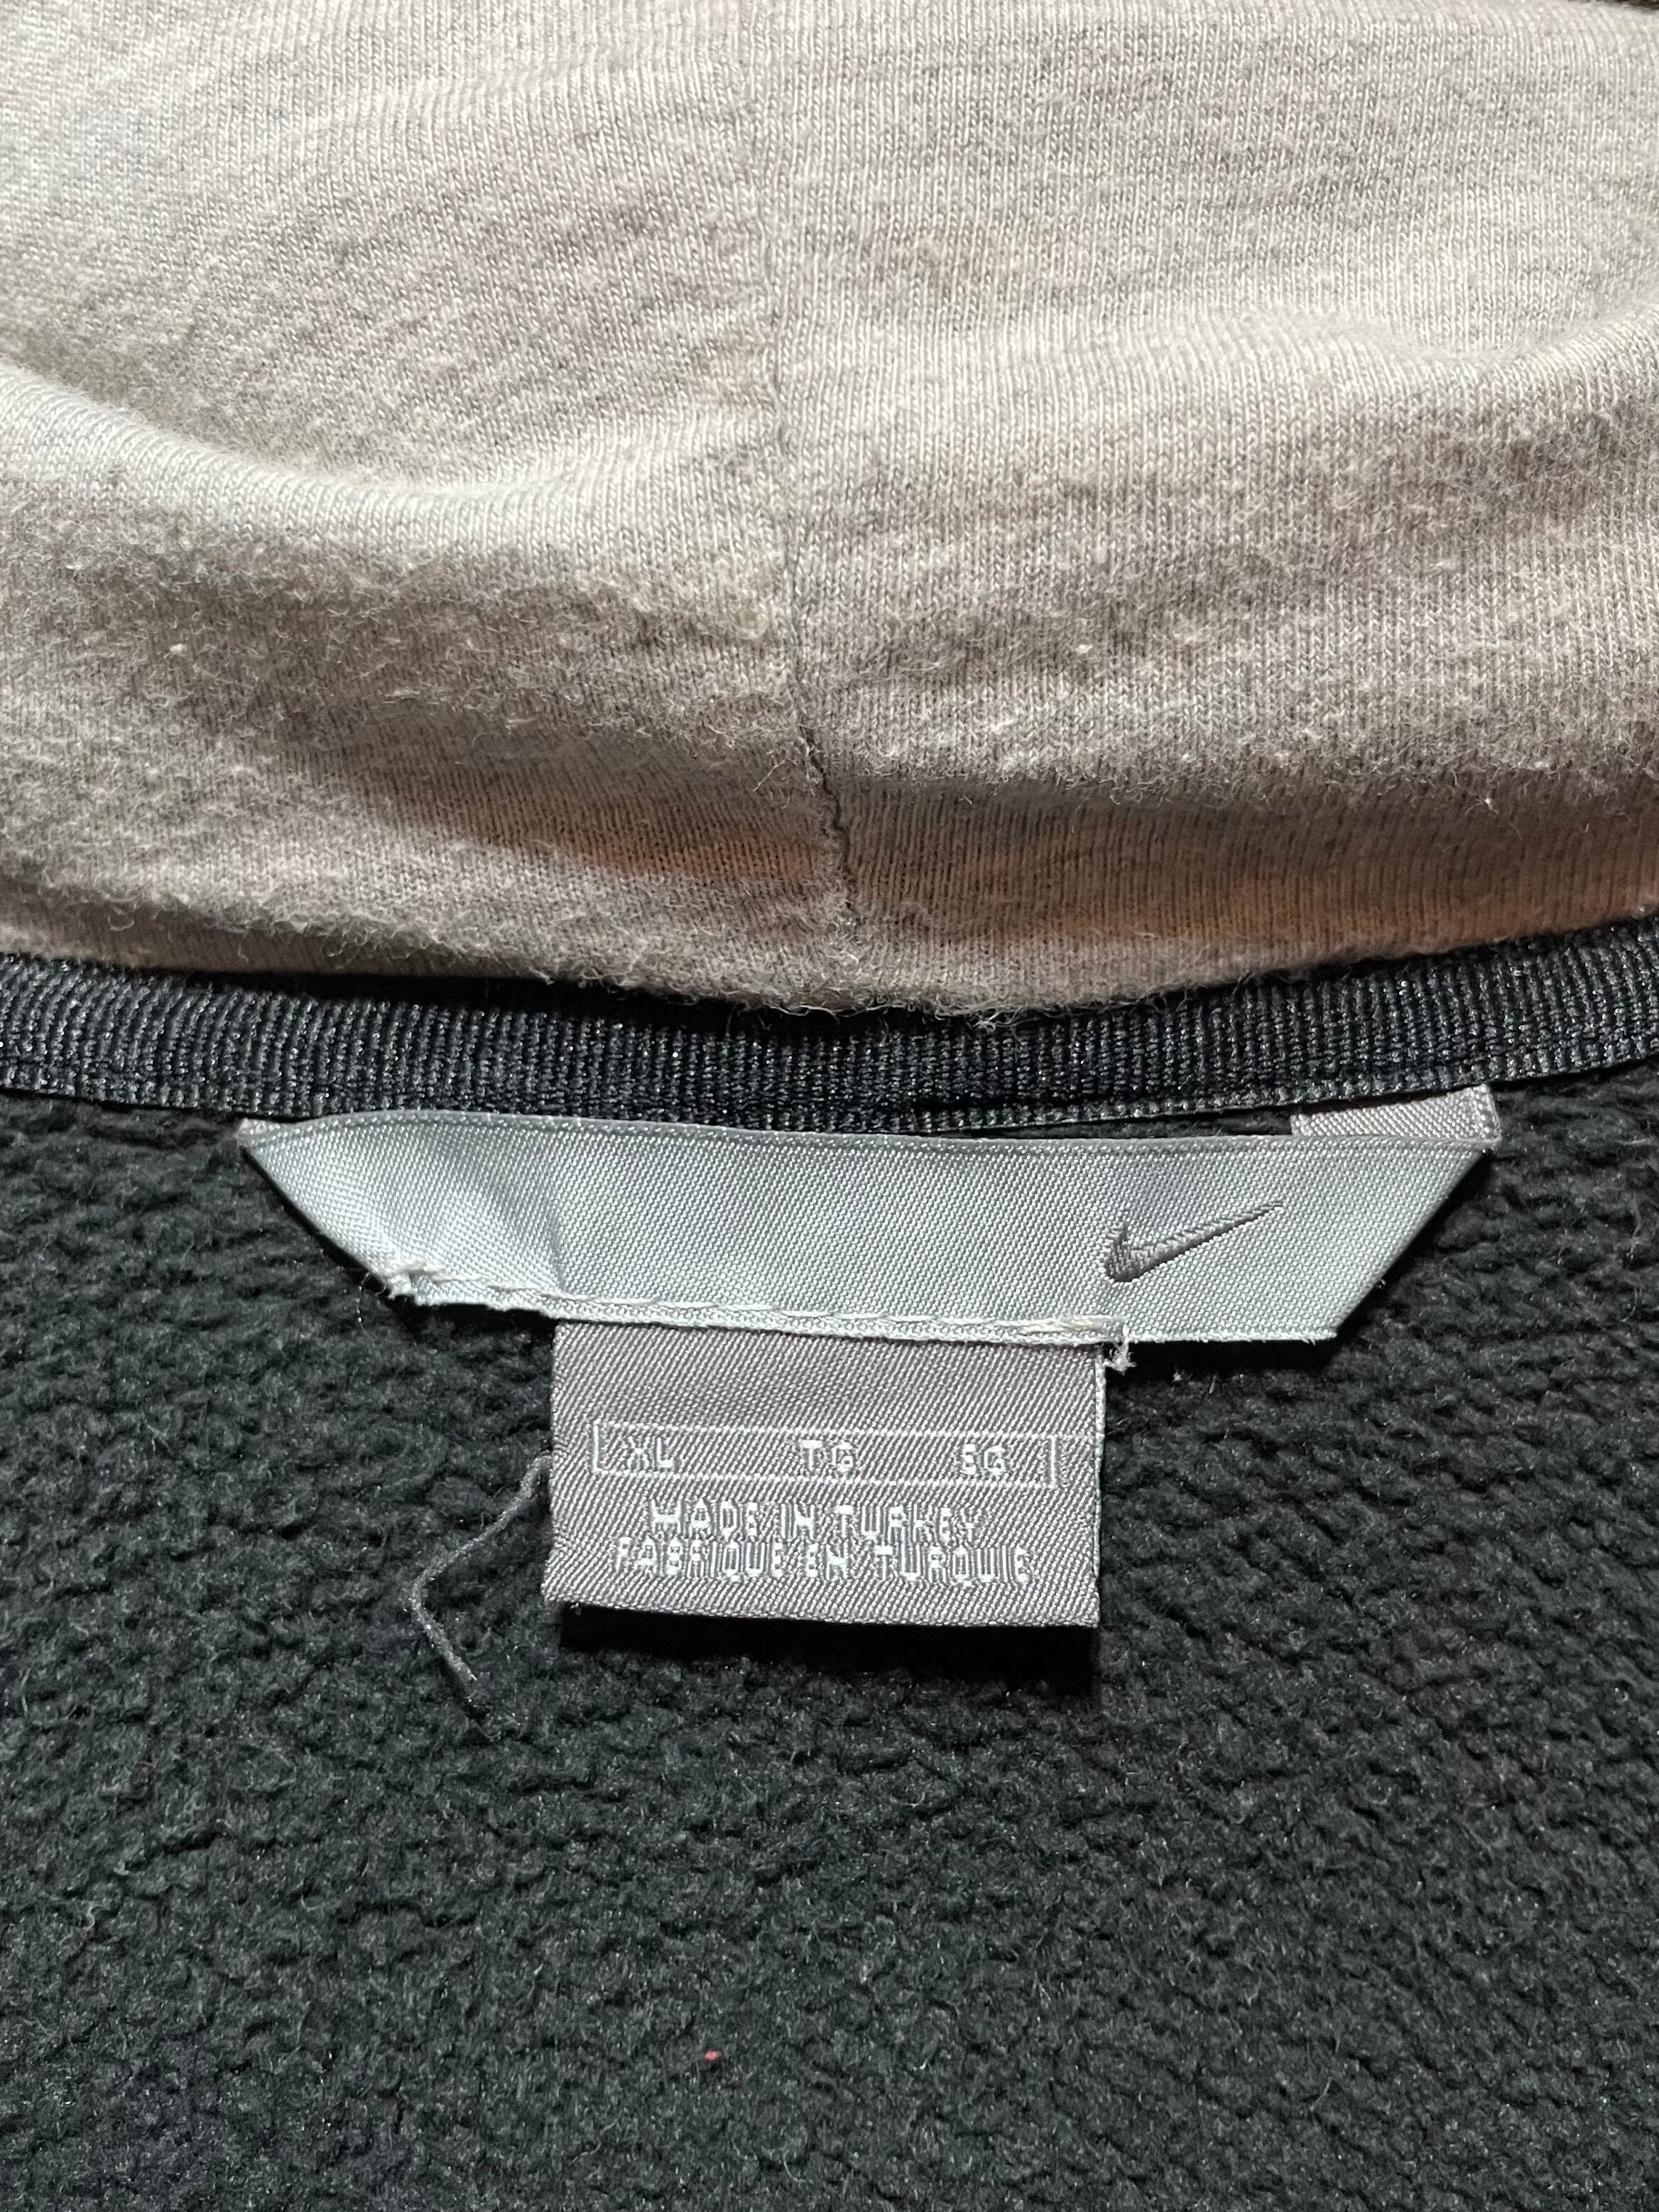 XL TG EG
MADE IN TURKEY
FABRIQUE EN TURQUIE